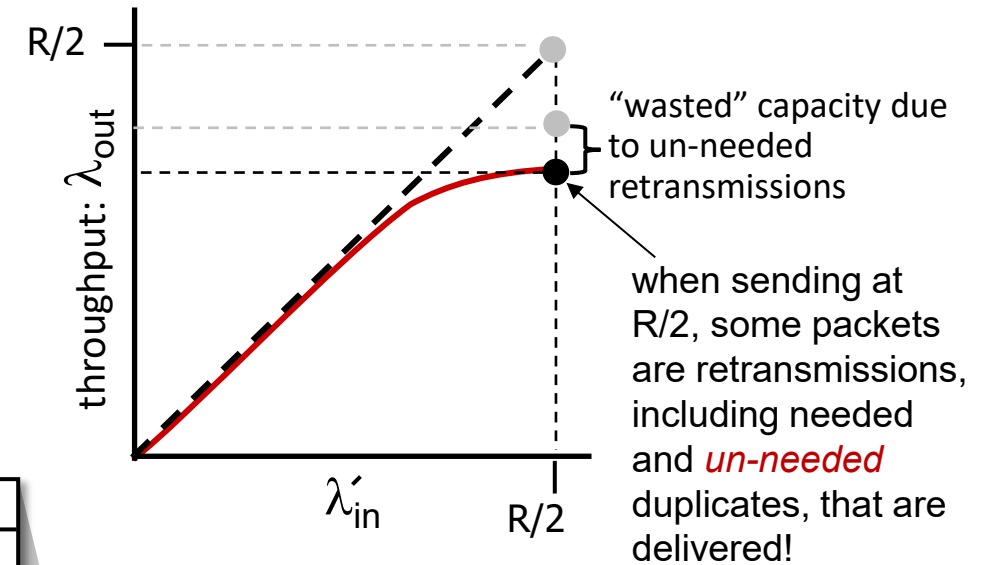 R/2
throughput: λout
λ′in
R/2
“wasted” capacity due
to un-needed
retransmissions
when sending at
R/2, some packets
are retransmissions,
including needed
and un-needed
duplicates, that are
delivered!